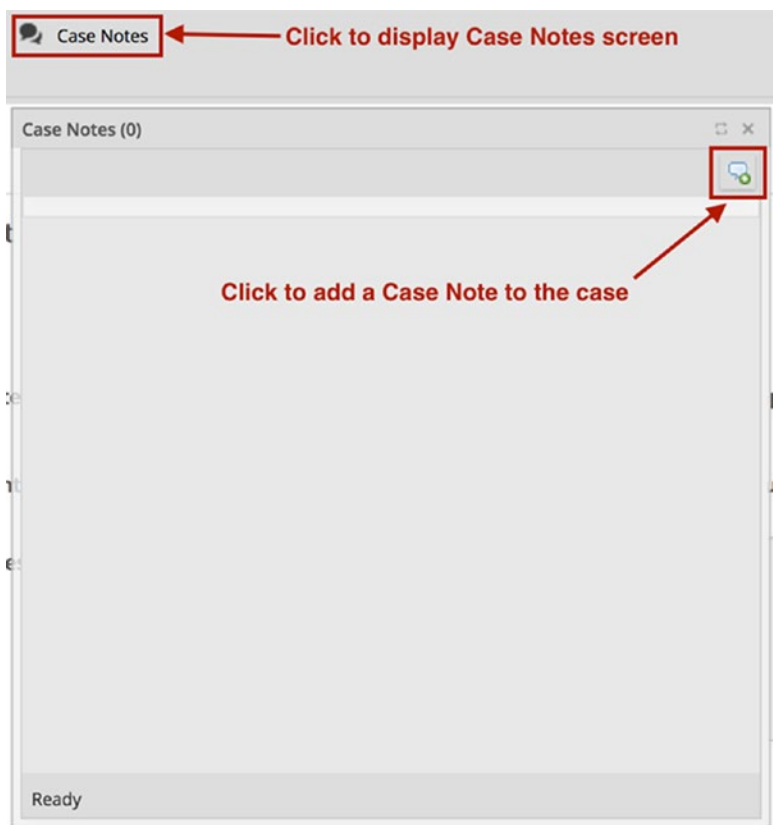 Case Notes Click to display Case Notes screen
Case Notes (0)
Click to add a Case Note to the case
Ready